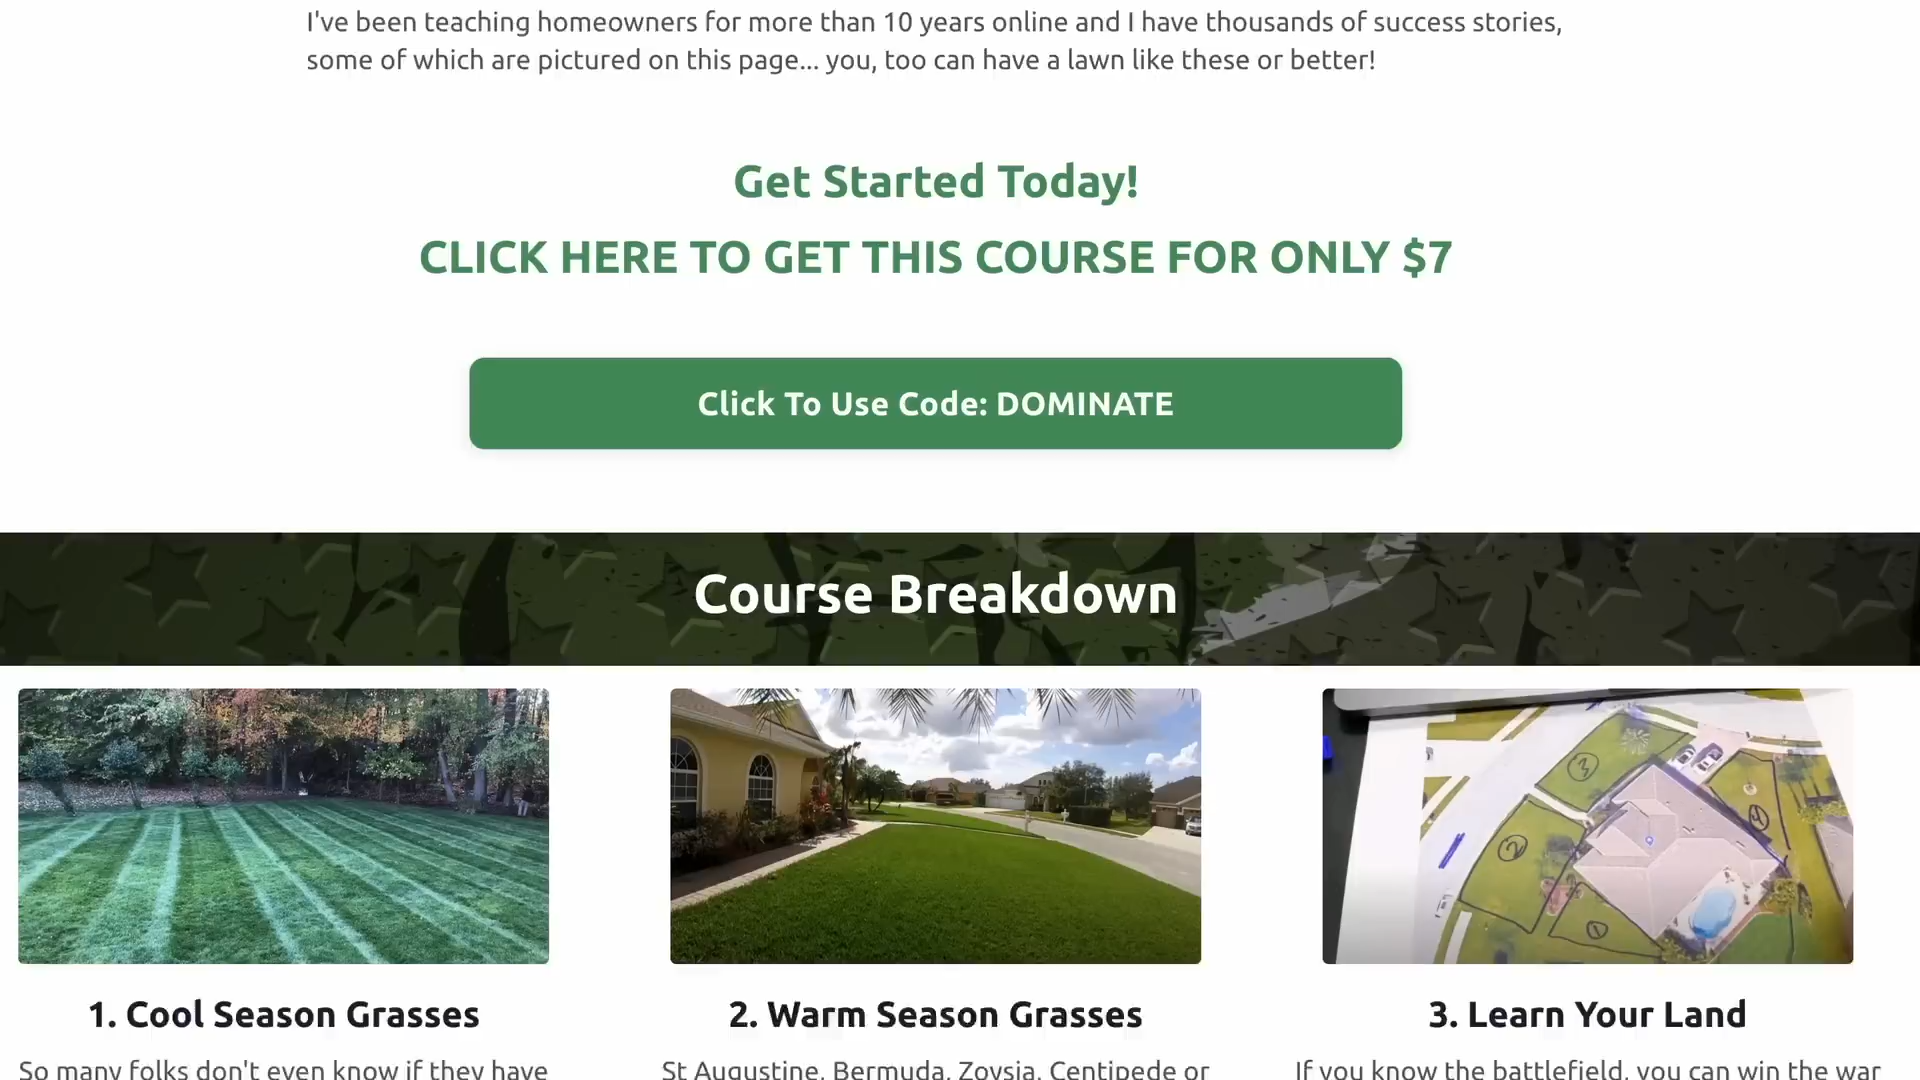 I've been teaching homeowners for more than 10 years online and I have thousands of success stories,
some of which are pictured on this page... you, too can have a lawn like these or better!
Get Started Today!
CLICK HERE TO GET THIS COURSE FOR ONLY $7
Click To Use Code: DOMINATE
Course Breakdown
3
2
4
1
1. Cool Season Grasses
2. Warm Season Grasses
3. Learn Your Land
So many folks don't even know if they have
St Augustine, Bermuda, Zoysia, Centipede or
If you know the battlefield, you can win the war